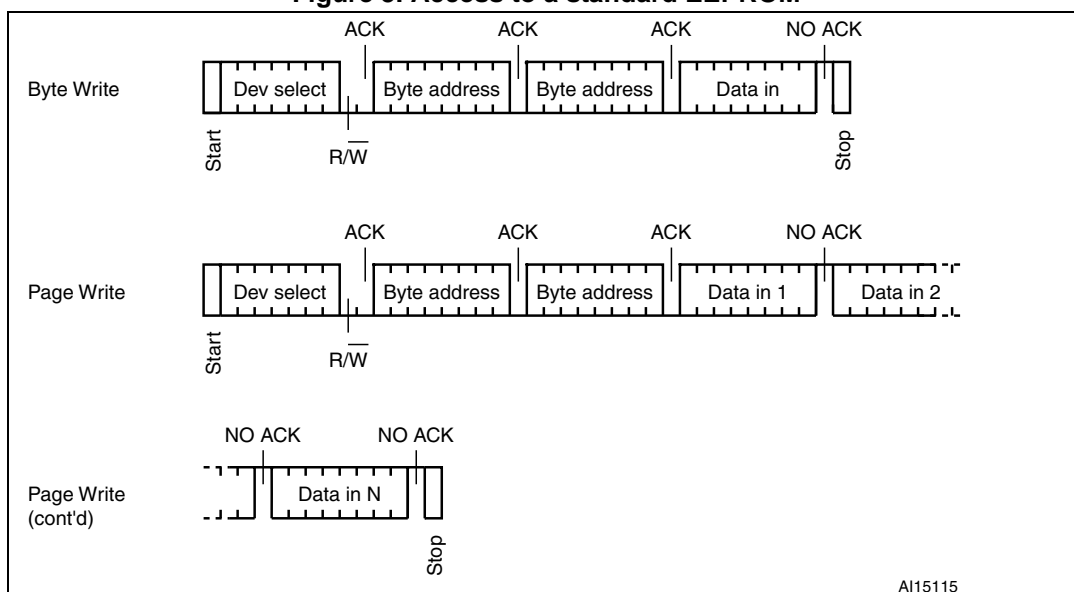 ACK ACK ACK NO ACK
Byte Write Dev select Byte address Byte address Data in
Start R/W̅ Stop
ACK ACK ACK NO ACK
Page Write Dev select Byte address Byte address Data in 1 Data in 2
Start R/W̅
NO ACK NO ACK
Page Write
(cont'd)
Data in N
Stop
AI15115